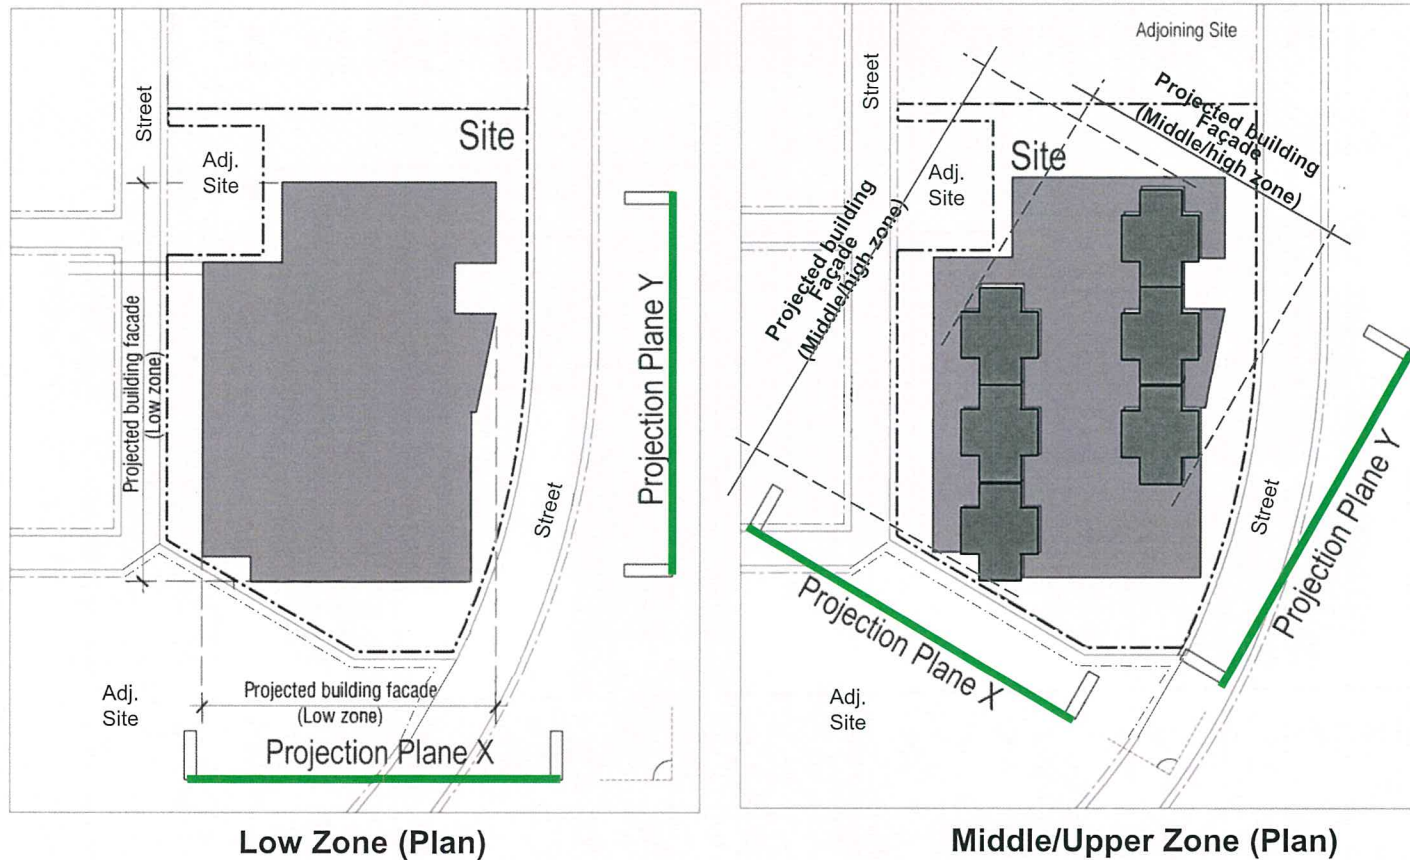 Street
Site
Adj.
Site
Projected building facade
(Low zone)
Projection Plane Y
Street
Adj.
Site
Projected building facade
(Low zone)
Projection Plane X
Low Zone (Plan)
Adjoining Site
Street
Projected building
Façade
(Middle/high zone)
Site
Adj.
Site
Projected building
Façade
(Middle/high zone)
Street
Projection Plane Y
Projection Plane X
Adj.
Site
Middle/Upper Zone (Plan)